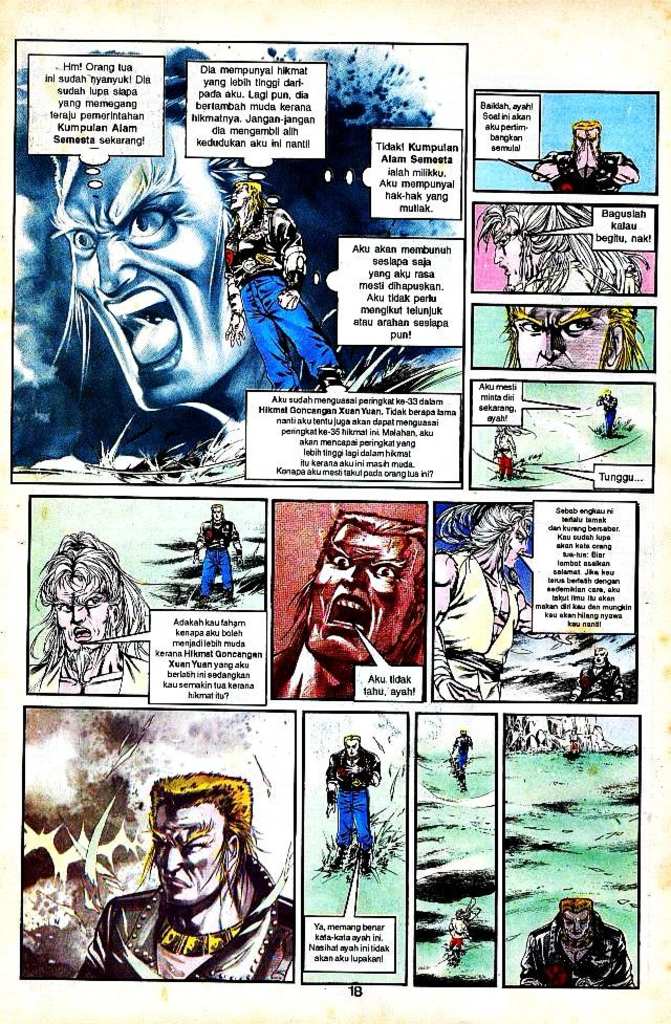 Hm! Orang tua
ini sudah nyanyuk! Dia
sudah lupa siapa
yang memegang
teraju pemerintahan
Kumpulan Alam
Semesta sekarang!
Dia mempunyai hikmat
yang lebih tinggi dari-
pada aku. Lagi pun, dia
bertambah muda kerana
hikmatnya. Jangan-jangan
dia mengambil alih
kedudukan aku nanti!
Tidak! Kumpulan
Alam Semesta
ialah milikku.
Aku mempunyai
hak-hak yang
mutlak.
Aku akan membunuh
sesiapa saja
yang aku rasa
mesti dihapuskan.
Aku tidak perlu
mengikut telunjuk
atau arahan sesiapa
pun!
Aku sudah menguasai peringkat ke-33 dalam
Hikmat Goncangan Xuan Yuan. Tidak berapa lama
nanti aku tentu juga akan dapat menguasai
peringkat ke-35 hikmat ini. Malahan, aku
akan mencapai peringkat yang
lebih tinggi lagi dalam hikmat
itu kerana aku ini masih muda.
Kenapa aku mesti takut pada orang tua ini?
Baiklah, ayah!
Soal ini akan
aku pertim-
bangkan
semula!
Baguslah
kalau
begitu, nak!
Aku mesti
minta diri
sekarang,
ayah!
Tunggu...
Adakah kau faham
kenapa aku boleh
menjadi lebih muda
kerana Hikmat Goncangan
Xuan Yuan yang aku
berlatih ini sedangkan
kau semakin tua kerana
hikmat itu?
Aku, tidak
tahu, ayah!
Sebab engkau ni
terlalu tamak
dan kurang bersabar.
Kau sudah lupa
akan kata orang
tua-tua: Biar
lambat asalkan
selamat. Jika kau
terus berlatih dengan
sedemikian cara, aku
takut ilmu itu akan
makan diri kau dan mungkin
kau akan hilang nyawa
kau nanti!
Ya, memang benar
kata-kata ayah ini.
Nasihat ayah ini tidak
akan aku lupakan!
18